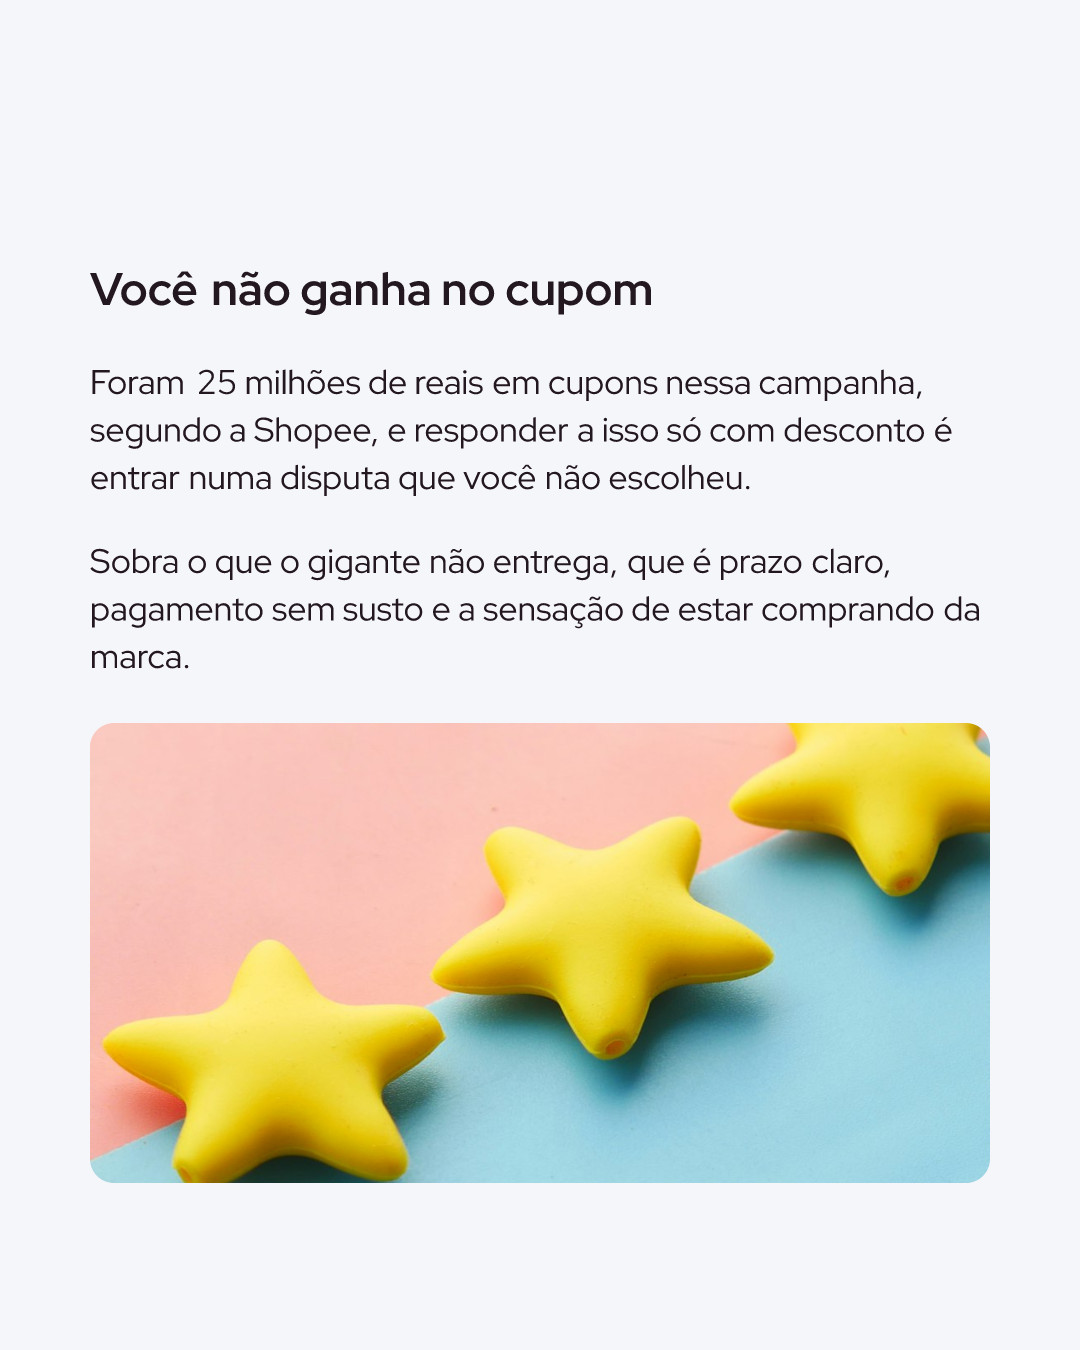 Você não ganha no cupom
Foram 25 milhões de reais em cupons nessa campanha,
segundo a Shopee, e responder a isso só com desconto é
entrar numa disputa que você não escolheu.
Sobra o que o gigante não entrega, que é prazo claro,
pagamento sem susto e a sensação de estar comprando da
marca.